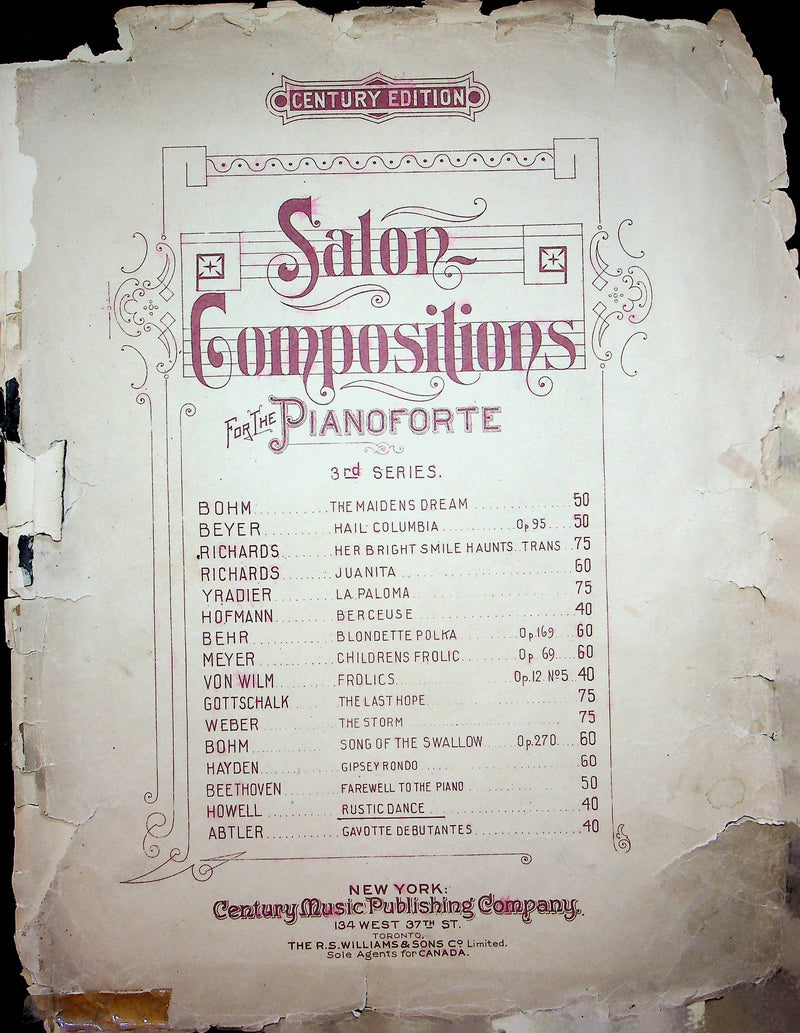 CENTURY EDITION
Salon
Compositions
FOR THE PIANOFORTE
3rd SERIES.
BOHM THE MAIDENS DREAM 50
BEYER HAIL COLUMBIA Op 95 50
RICHARDS HER BRIGHT SMILE HAUNTS TRANS 75
RICHARDS JUANITA 60
YRADIER LA PALOMA 75
HOFMANN BERCEUSE 40
BEHR BLONDETTE POLKA Op.169 60
MEYER CHILDRENS FROLIC Op 69 60
VON WILM FROLICS Op.12 No5 40
GOTTSCHALK THE LAST HOPE 75
WEBER THE STORM 75
BOHM SONG OF THE SWALLOW Op.270 60
HAYDEN GIPSEY RONDO 60
BEETHOVEN FAREWELL TO THE PIANO 50
HOWELL RUSTIC DANCE 40
ABTLER GAVOTTE DEBUTANTES 40
NEW YORK:
Century Music Publishing Company.
134 WEST 37TH ST.
TORONTO,
THE R.S. WILLIAMS & SONS Co Limited.
Sole Agents for CANADA.